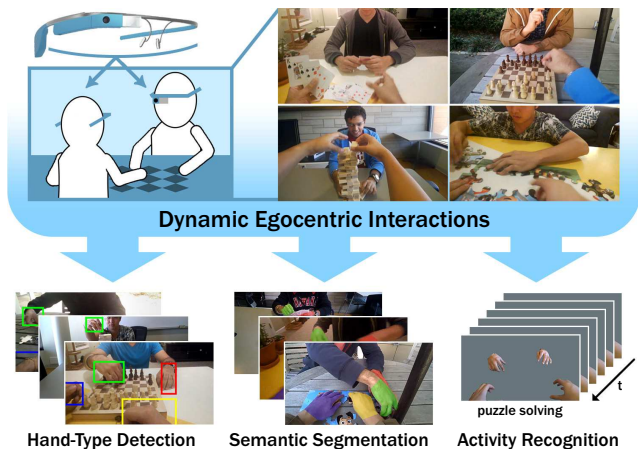 Dynamic Egocentric Interactions
t
puzzle solving
Hand-Type Detection
Semantic Segmentation
Activity Recognition